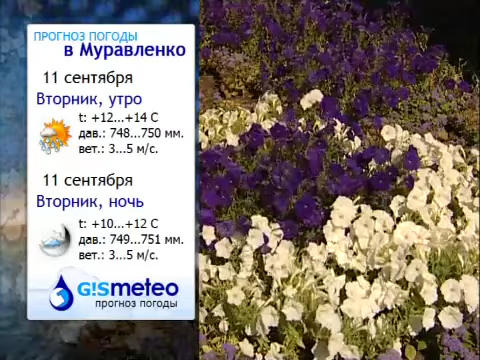 ПРОГНОЗ ПОГОДЫ
в Муравленко
11 сентября
Вторник, утро
t: +12...+14 C
дав.: 748...750 мм.
вет.: 3...5 м/с.
11 сентября
Вторник, ночь
t: +10...+12 C
дав.: 749...751 мм.
вет.: 3...5 м/с.
G!Smeteo
прогноз погоды